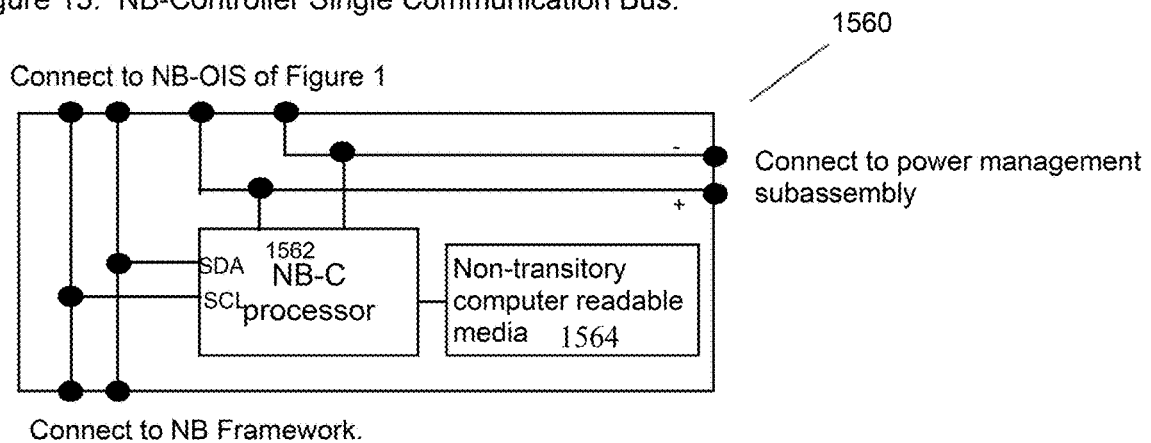 gure 15. NB-Controller Single Communication Bus.
1560
Connect to NB-OIS of Figure 1
-
Connect to power management
subassembly
+
1562
SDA
NB-C
SCL
processor
Non-transitory
computer readable
media 1564
Connect to NB Framework.